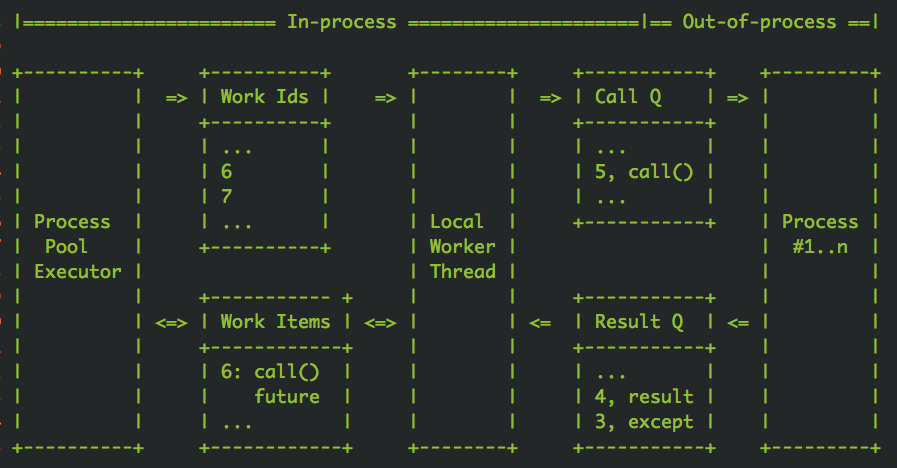 |======================= In-process =====================|== Out-of-process ==|

+----------+     +----------+       +--------+     +-----------+    +---------+
|          |  => | Work Ids |    => |        |  => | Call Q    | => |         |
|          |     +----------+       |        |     +-----------+    |         |
|          |     | ...      |       |        |     | ...       |    |         |
|          |     | 6        |       |        |     | 5, call() |    |         |
|          |     | 7        |       |        |     | ...       |    |         |
| Process  |     | ...      |       | Local  |     +-----------+    | Process |
|  Pool    |     +----------+       | Worker |                      |  #1..n  |
| Executor |                        | Thread |                      |         |
|          |     +----------- +     |        |     +-----------+    |         |
|          | <=> | Work Items | <=> |        | <=  | Result Q  | <= |         |
|          |     +------------+     |        |     +-----------+    |         |
|          |     | 6: call()  |     |        |     | ...       |    |         |
|          |     |    future  |     |        |     | 4, result |    |         |
|          |     | ...        |     |        |     | 3, except |    |         |
+----------+     +------------+     +--------+     +-----------+    +---------+